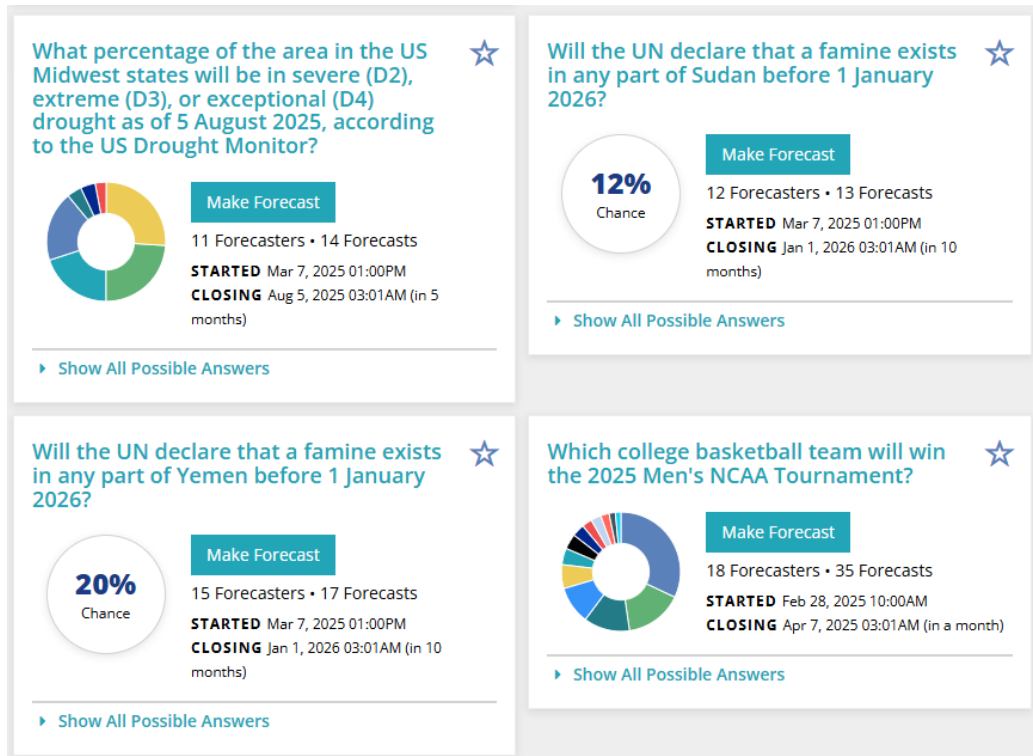 What percentage of the area in the US
Midwest states will be in severe (D2),
extreme (D3), or exceptional (D4)
drought as of 5 August 2025, according
to the US Drought Monitor?
Make Forecast
11 Forecasters • 14 Forecasts
STARTED Mar 7, 2025 01:00PM
CLOSING Aug 5, 2025 03:01AM (in 5
months)
Show All Possible Answers
Will the UN declare that a famine exists
in any part of Sudan before 1 January
2026?
12%
Chance
Make Forecast
12 Forecasters • 13 Forecasts
STARTED Mar 7, 2025 01:00PM
CLOSING Jan 1, 2026 03:01AM (in 10
months)
Show All Possible Answers
Will the UN declare that a famine exists
in any part of Yemen before 1 January
2026?
20%
Chance
Make Forecast
15 Forecasters • 17 Forecasts
STARTED Mar 7, 2025 01:00PM
CLOSING Jan 1, 2026 03:01AM (in 10
months)
Show All Possible Answers
Which college basketball team will win
the 2025 Men's NCAA Tournament?
Make Forecast
18 Forecasters • 35 Forecasts
STARTED Feb 28, 2025 10:00AM
CLOSING Apr 7, 2025 03:01AM (in a month)
Show All Possible Answers